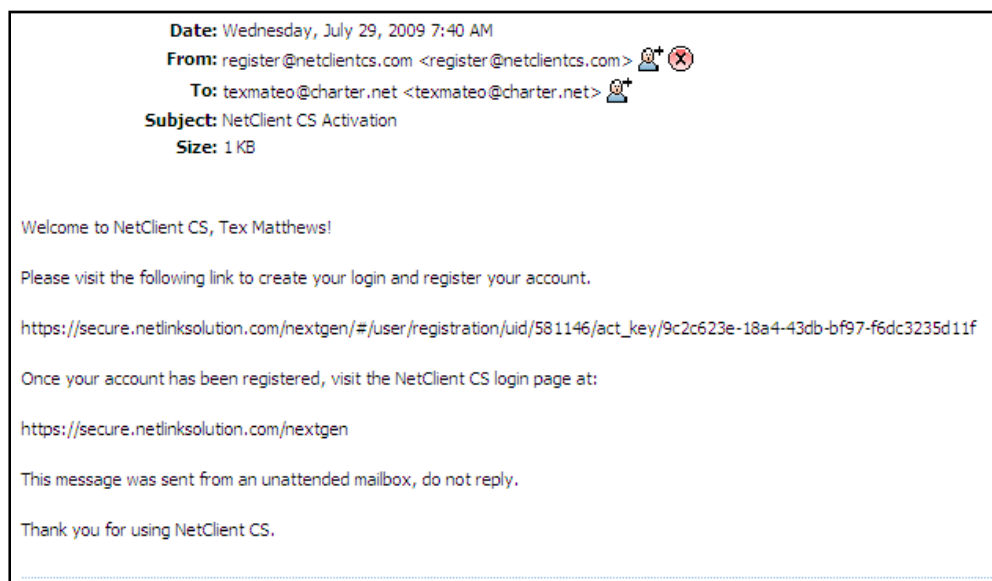 Date: Wednesday, July 29, 2009 7:40 AM
From: register@netclientcs.com <register@netclientcs.com>
To: texmateo@charter.net <texmateo@charter.net>
Subject: NetClient CS Activation
Size: 1 KB
Welcome to NetClient CS, Tex Matthews!
Please visit the following link to create your login and register your account.
https://secure.netlinksolution.com/nextgen/#/user/registration/uid/581146/act_key/9c2c623e-18a4-43db-bf97-f6dc3235d11f
Once your account has been registered, visit the NetClient CS login page at:
https://secure.netlinksolution.com/nextgen
This message was sent from an unattended mailbox, do not reply.
Thank you for using NetClient CS.